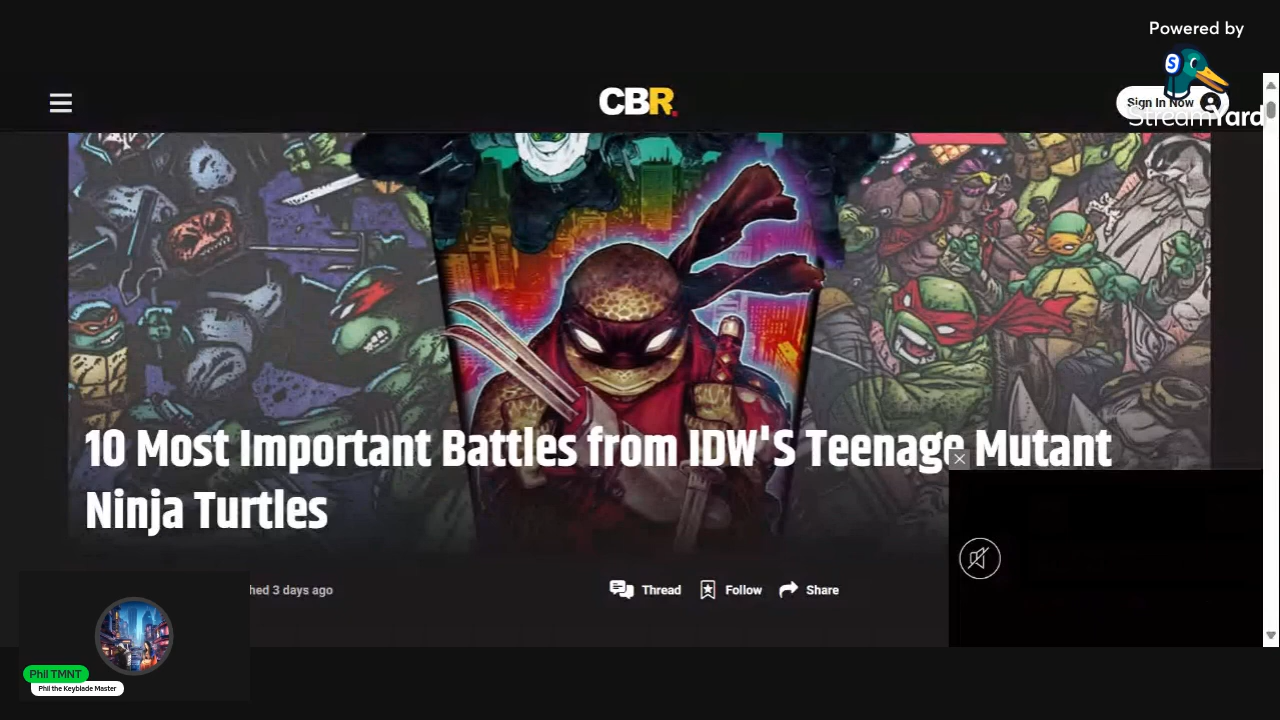 Powered by
StreamYard
CBR
Sign In Now
10 Most Important Battles from IDW'S Teenage Mutant
Ninja Turtles
hed 3 days ago
Thread
Follow
Share
Phil TMNT
Phil the Keyblade Master